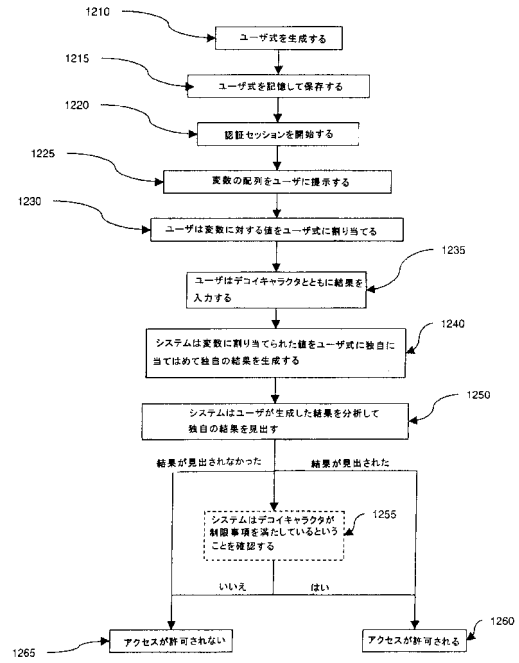 1210
ユーザ式を生成する
1215
ユーザ式を記憶して保存する
1220
認証セッションを開始する
1225
変数の配列をユーザに提示する
1230
ユーザは変数に対する値をユーザ式に割り当てる
1235
ユーザはデコイキャラクタとともに結果を
入力する
1240
システムは変数に割り当てられた値をユーザ式に独自に
当てはめて独自の結果を生成する
1250
システムはユーザが生成した結果を分析して
独自の結果を見出す
結果が見出されなかった
結果が見出された
1255
システムはデコイキャラクタが
制限事項を満たしているという
ことを確認する
いいえ
はい
1265
アクセスが許可されない
1260
アクセスが許可される